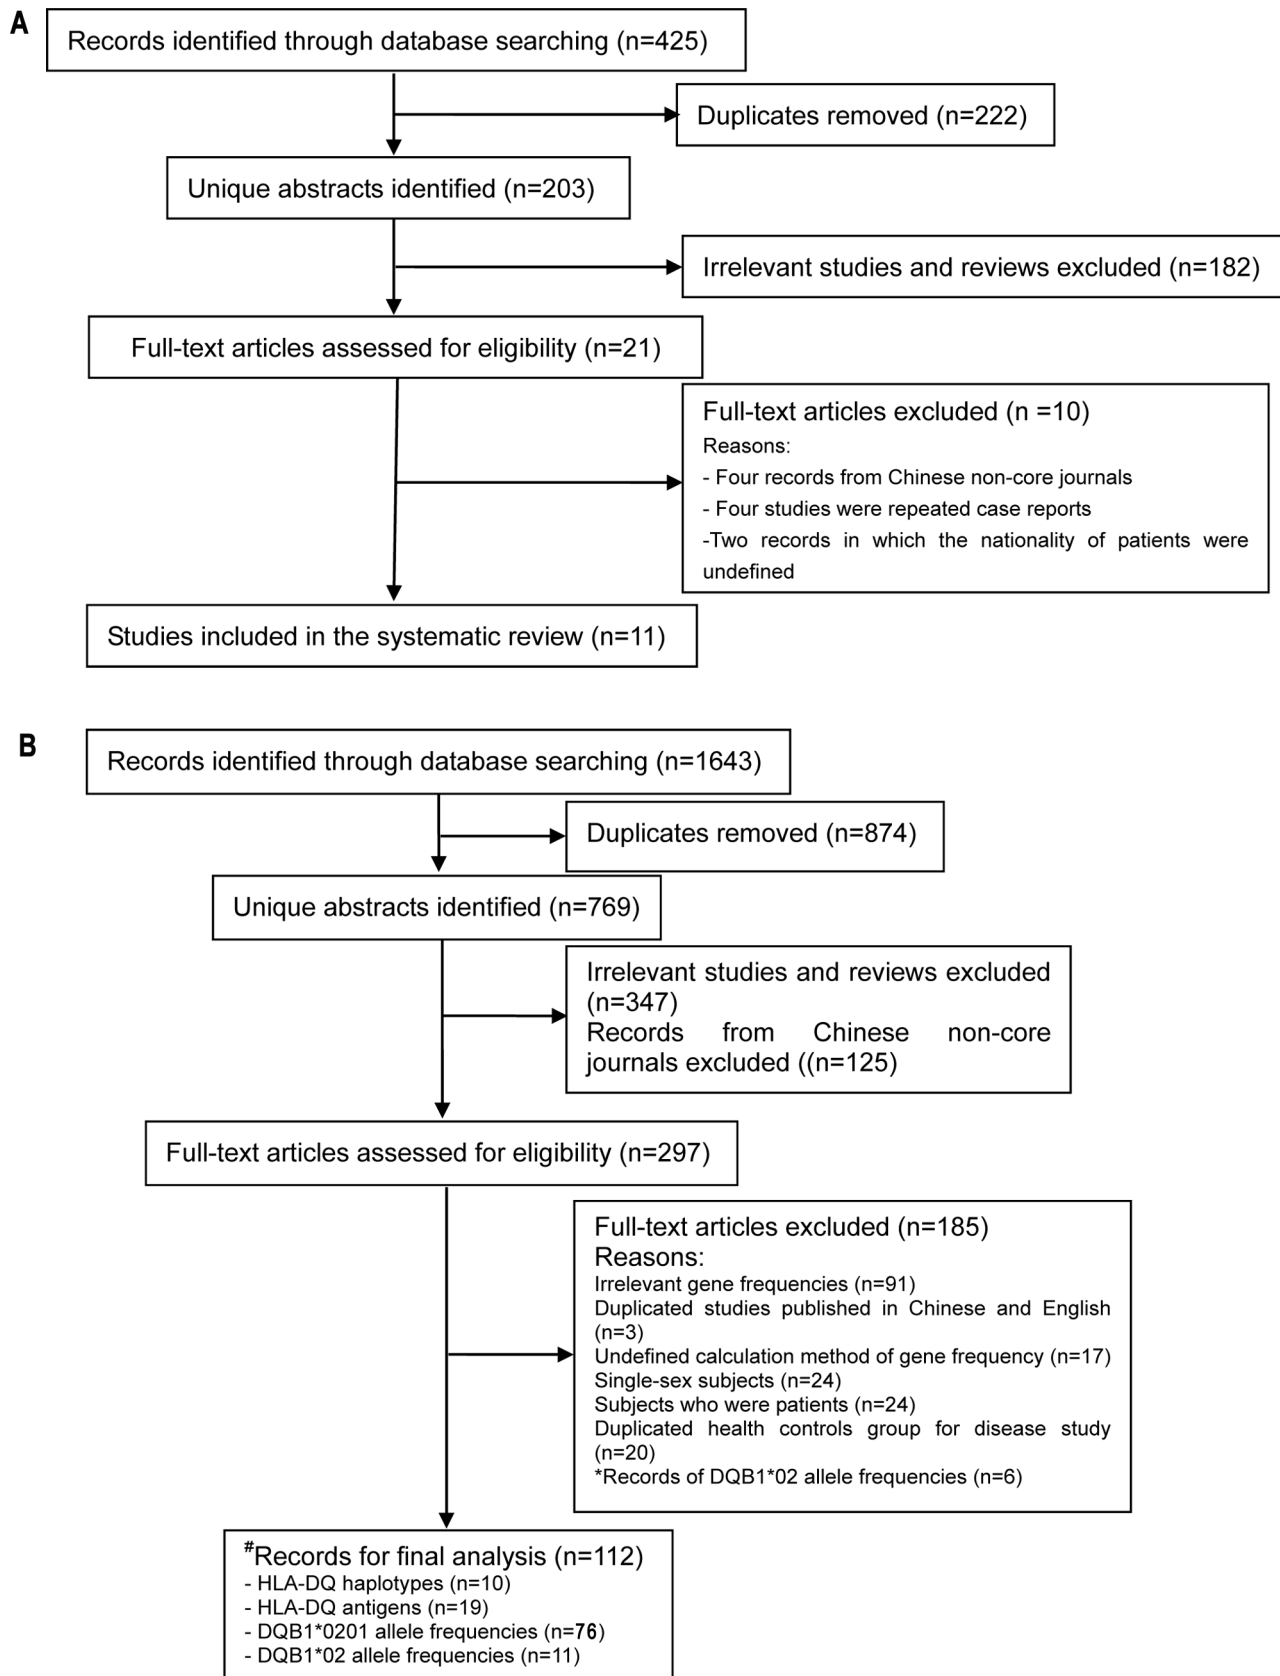 A
Records identified through database searching (n=425)
Duplicates removed (n=222)
Unique abstracts identified (n=203)
Irrelevant studies and reviews excluded (n=182)
Full-text articles assessed for eligibility (n=21)
Full-text articles excluded (n =10)
Reasons:
- Four records from Chinese non-core journals
- Four studies were repeated case reports
-Two records in which the nationality of patients were
undefined
Studies included in the systematic review (n=11)
B
Records identified through database searching (n=1643)
Duplicates removed (n=874)
Unique abstracts identified (n=769)
Irrelevant studies and reviews excluded
(n=347)
Records from Chinese non-core
journals excluded ((n=125)
Full-text articles assessed for eligibility (n=297)
Full-text articles excluded (n=185)
Reasons:
Irrelevant gene frequencies (n=91)
Duplicated studies published in Chinese and English
(n=3)
Undefined calculation method of gene frequency (n=17)
Single-sex subjects (n=24)
Subjects who were patients (n=24)
Duplicated health controls group for disease study
(n=20)
*Records of DQB1*02 allele frequencies (n=6)
#Records for final analysis (n=112)
- HLA-DQ haplotypes (n=10)
- HLA-DQ antigens (n=19)
- DQB1*0201 allele frequencies (n=76)
- DQB1*02 allele frequencies (n=11)